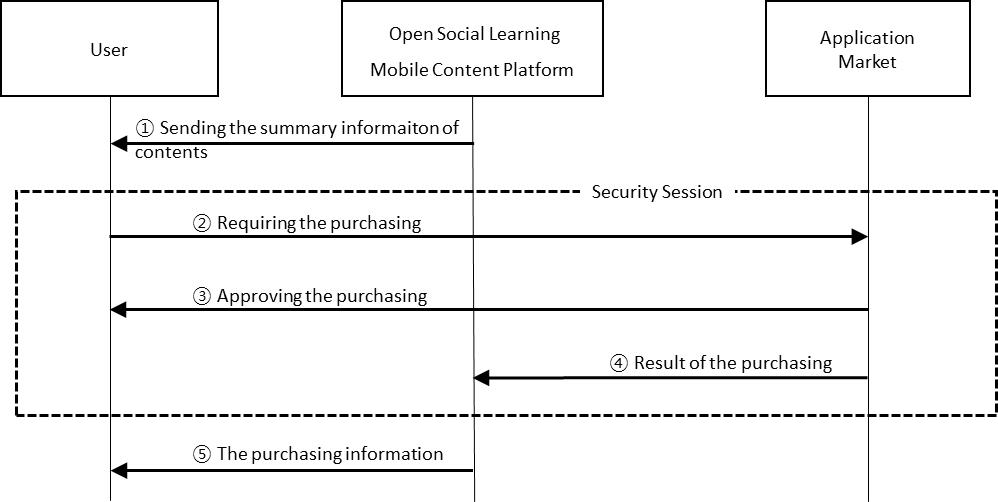 User
Open Social Learning
Mobile Content Platform
Application
Market
① Sending the summary informaiton of
contents
Security Session
② Requiring the purchasing
③ Approving the purchasing
④ Result of the purchasing
⑤ The purchasing information